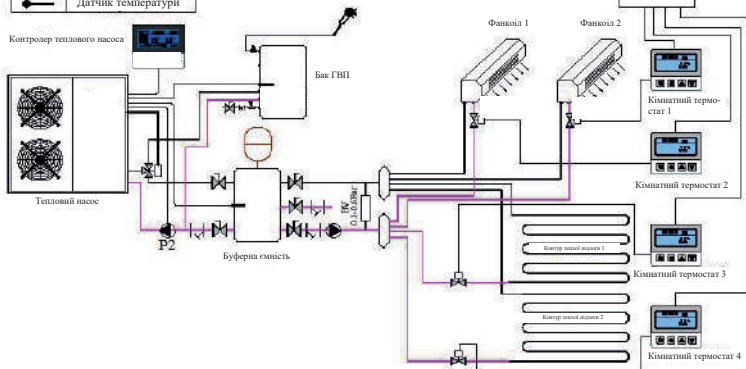 Датчик температури
Контролер теплового насоса
Бак ГВП
Фанкоіл 1
Фанкоіл 2
Кімнатний термо-
стат 1
Кімнатний термостат 2
Тепловий насос
P2
Буферна ємність
BV
0.1-0.6Bar
Контур теплої підлоги 1
Кімнатний термостат 3
Контур теплої підлоги 2
Кімнатний термостат 4